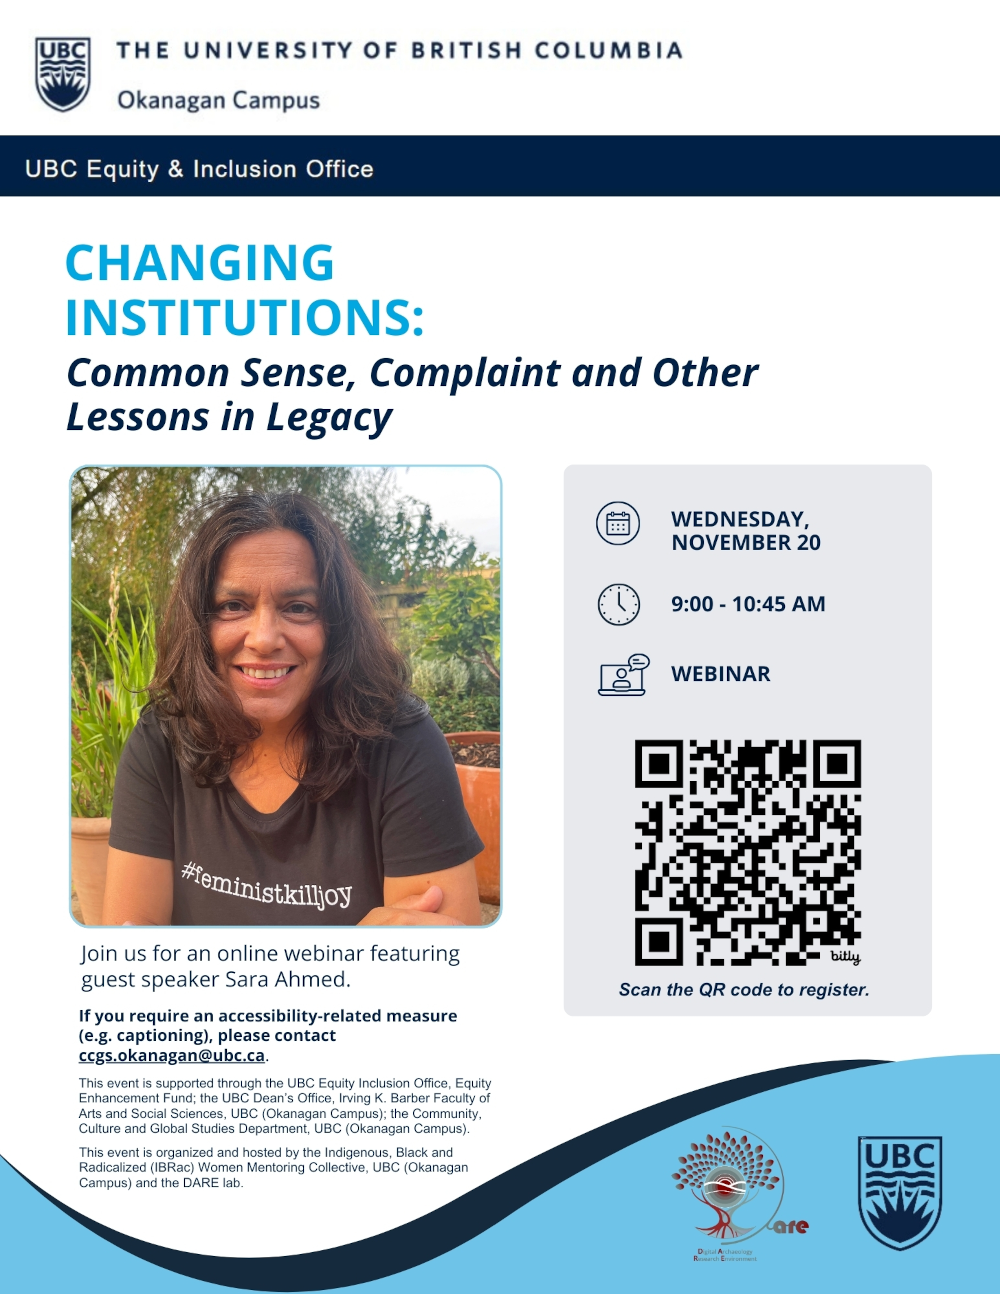 UBC
THE UNIVERSITY OF BRITISH COLUMBIA
Okanagan Campus
UBC Equity & Inclusion Office
CHANGING
INSTITUTIONS:
Common Sense, Complaint and Other
Lessons in Legacy
#feministkilljoy
WEDNESDAY,
NOVEMBER 20
9:00 - 10:45 AM
WEBINAR
bitly
Scan the QR code to register.
Join us for an online webinar featuring
guest speaker Sara Ahmed.
If you require an accessibility-related measure
(e.g. captioning), please contact
ccgs.okanagan@ubc.ca.
This event is supported through the UBC Equity Inclusion Office, Equity
Enhancement Fund; the UBC Dean's Office, Irving K. Barber Faculty of
Arts and Social Sciences, UBC (Okanagan Campus); the Community,
Culture and Global Studies Department, UBC (Okanagan Campus).
This event is organized and hosted by the Indigenous, Black and
Radicalized (IBRac) Women Mentoring Collective, UBC (Okanagan
Campus) and the DARE lab.
are
Digital Archaeology
Research Environment
UBC